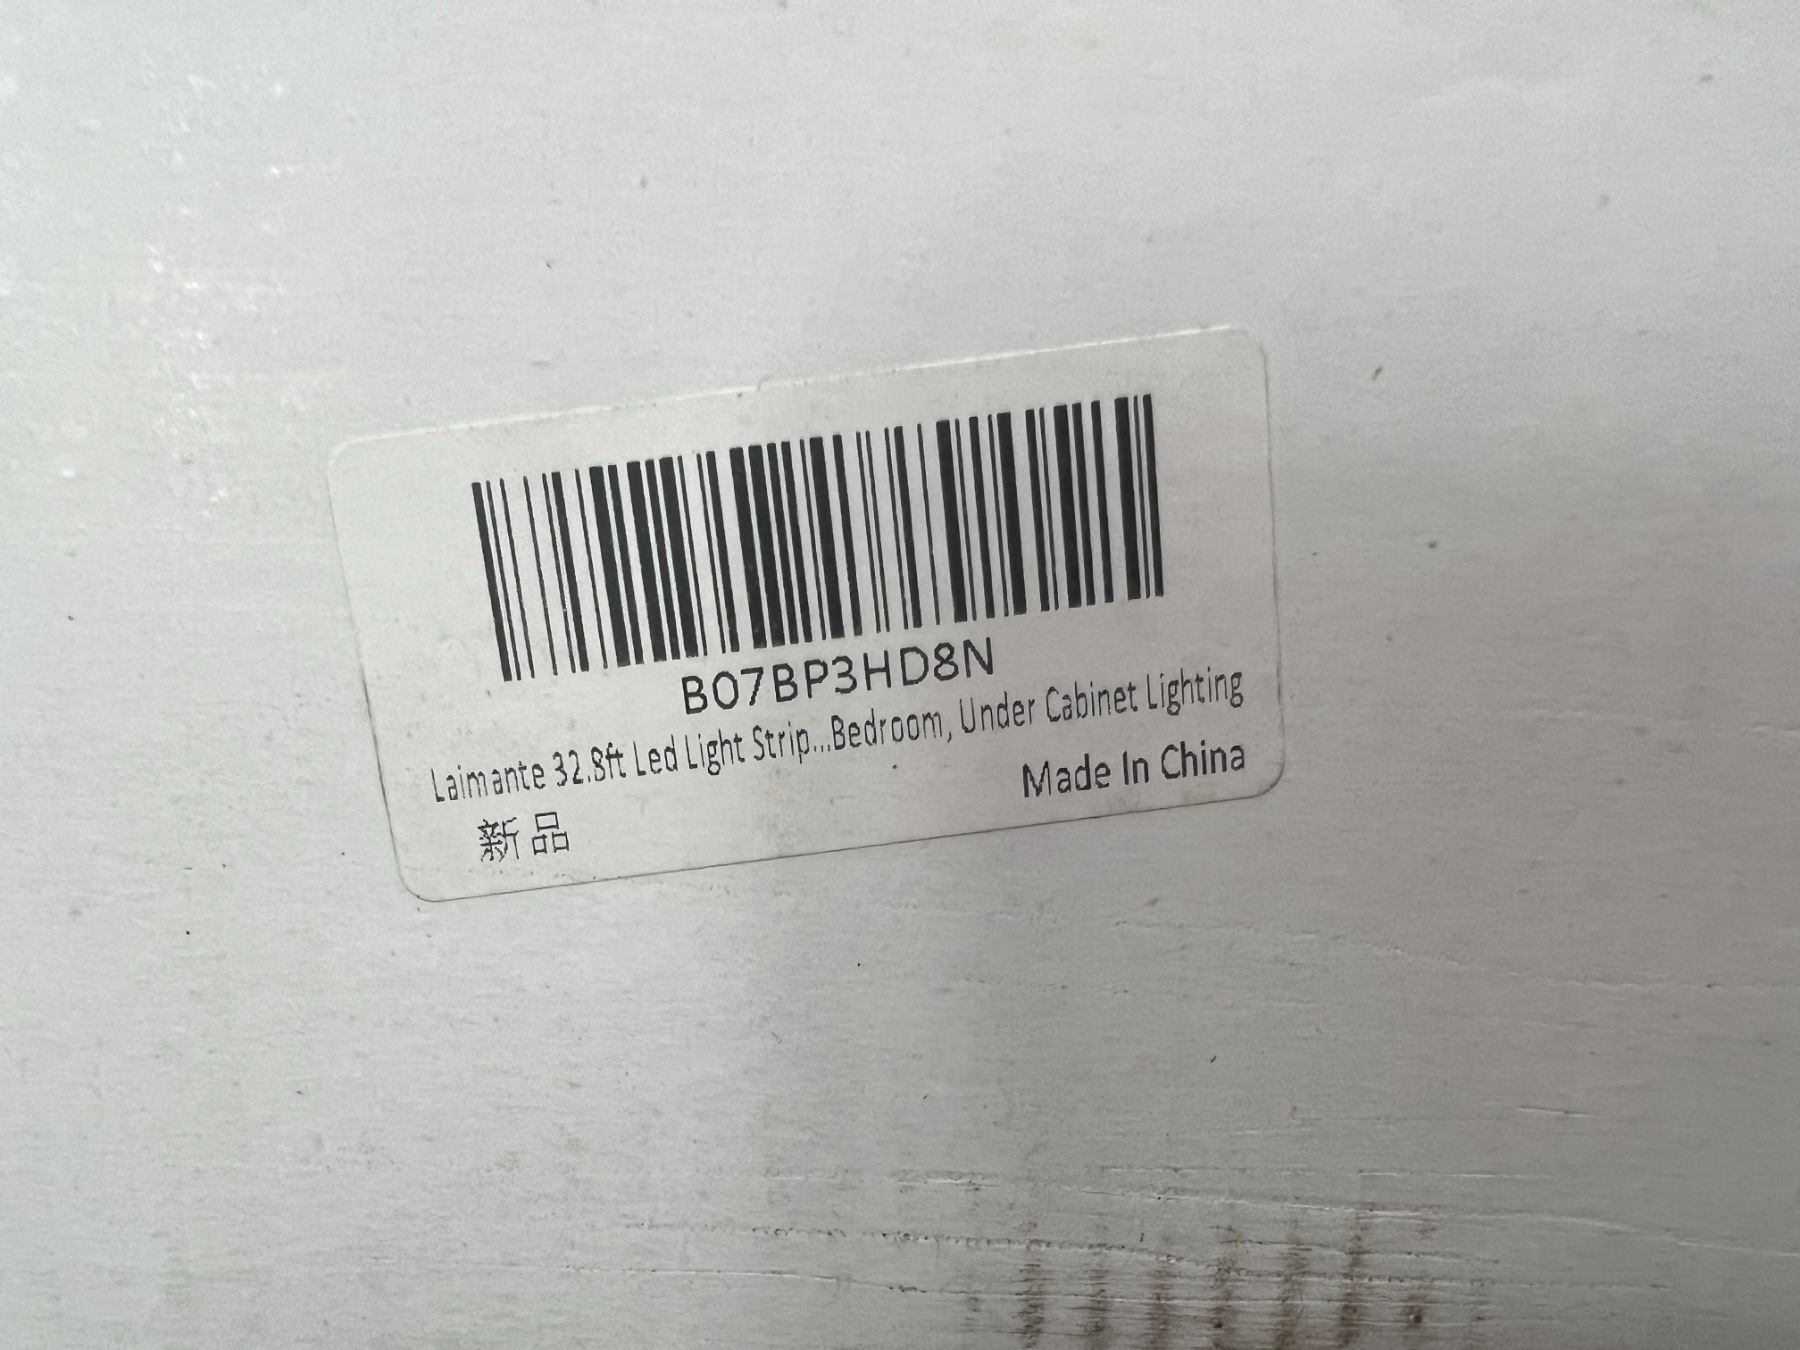 B07BP3HD8N
Laimante 32.8ft Led Light Strip...Bedroom, Under Cabinet Lighting
新品
Made In China